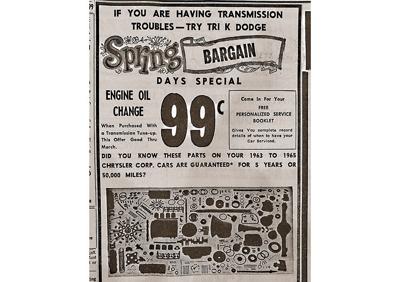 IF YOU ARE HAVING TRANSMISSION
TROUBLES—TRY TRI K DODGE
Spring BARGAIN
DAYS SPECIAL
ENGINE OIL
CHANGE
When Purchased With
a Transmission Tune-up.
This Offer Good Thru
March.
99c
Come In For Your
FREE
PERSONALIZED SERVICE
BOOKLET
Gives You complete record
details of when to have your
Car Serviced.
DID YOU KNOW THESE PARTS ON YOUR 1963 TO 1965
CHRYSLER CORP. CARS ARE GUARANTEED* FOR 5 YEARS OR
50,000 MILES?